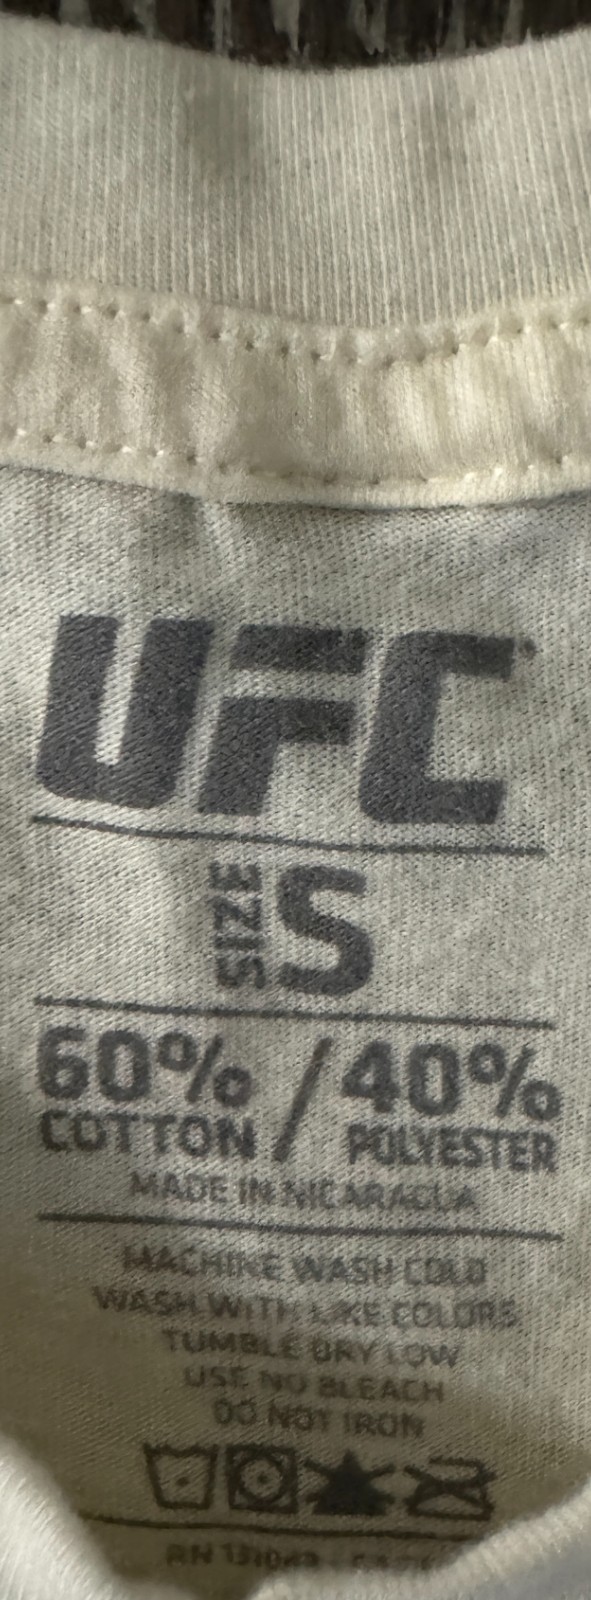 UFC
SIZE S
60% / 40%
COTTON POLYESTER
MADE IN NICARAGUA
MACHINE WASH COLD
WASH WITH LIKE COLORS
TUMBLE DRY LOW
USE NO BLEACH
DO NOT IRON
RN